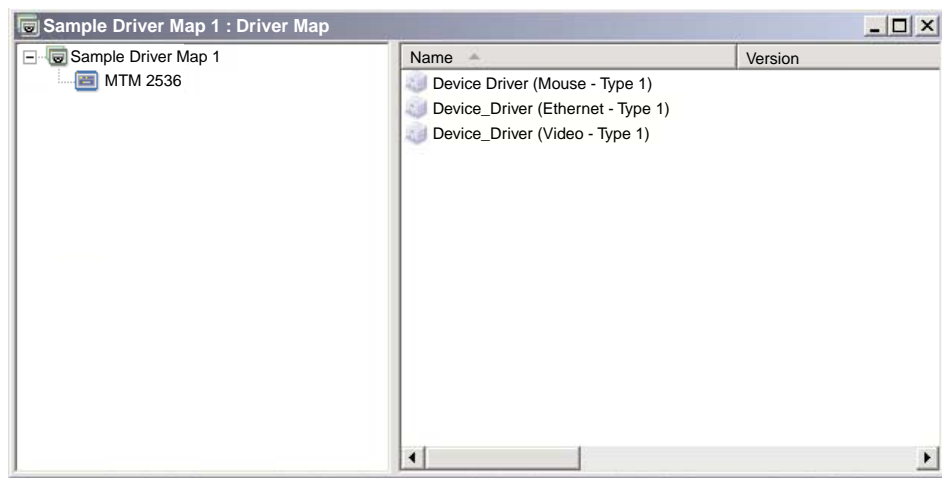 Sample Driver Map 1 : Driver Map
Sample Driver Map 1
MTM 2536
Name Version
Device Driver (Mouse - Type 1)
Device_Driver (Ethernet - Type 1)
Device_Driver (Video - Type 1)